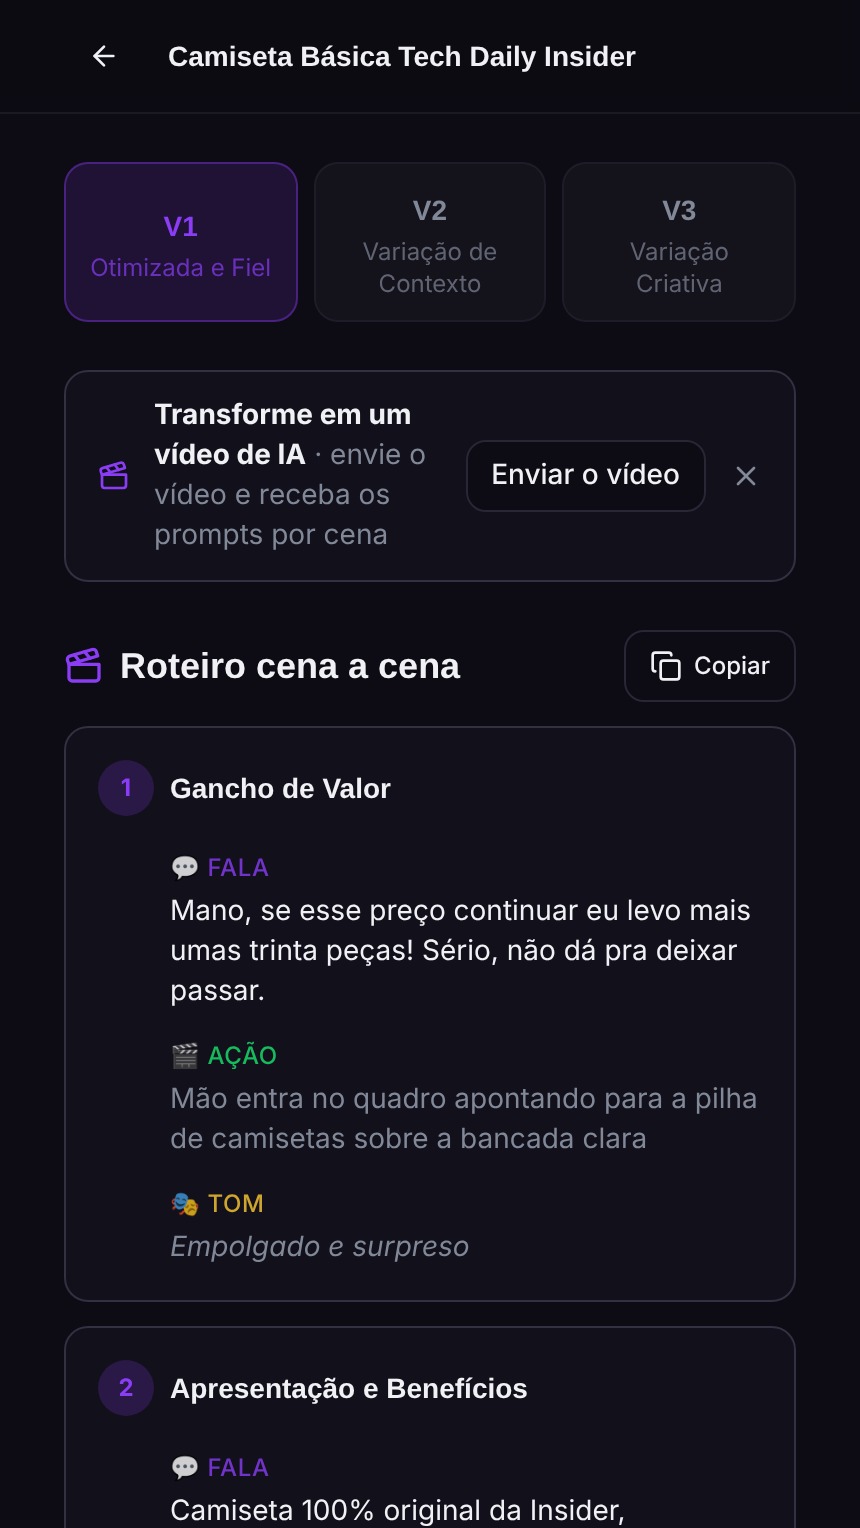 Camiseta Básica Tech Daily Insider
V1
Otimizada e Fiel
V2
Variação de
Contexto
V3
Variação
Criativa
Transforme em um
vídeo de IA · envie o
vídeo e receba os
prompts por cena
Enviar o vídeo
Roteiro cena a cena
Copiar
1
Gancho de Valor
💬 FALA
Mano, se esse preço continuar eu levo mais
umas trinta peças! Sério, não dá pra deixar
passar.
🎬 AÇÃO
Mão entra no quadro apontando para a pilha
de camisetas sobre a bancada clara
🎭 TOM
Empolgado e surpreso
2
Apresentação e Benefícios
💬 FALA
Camiseta 100% original da Insider,